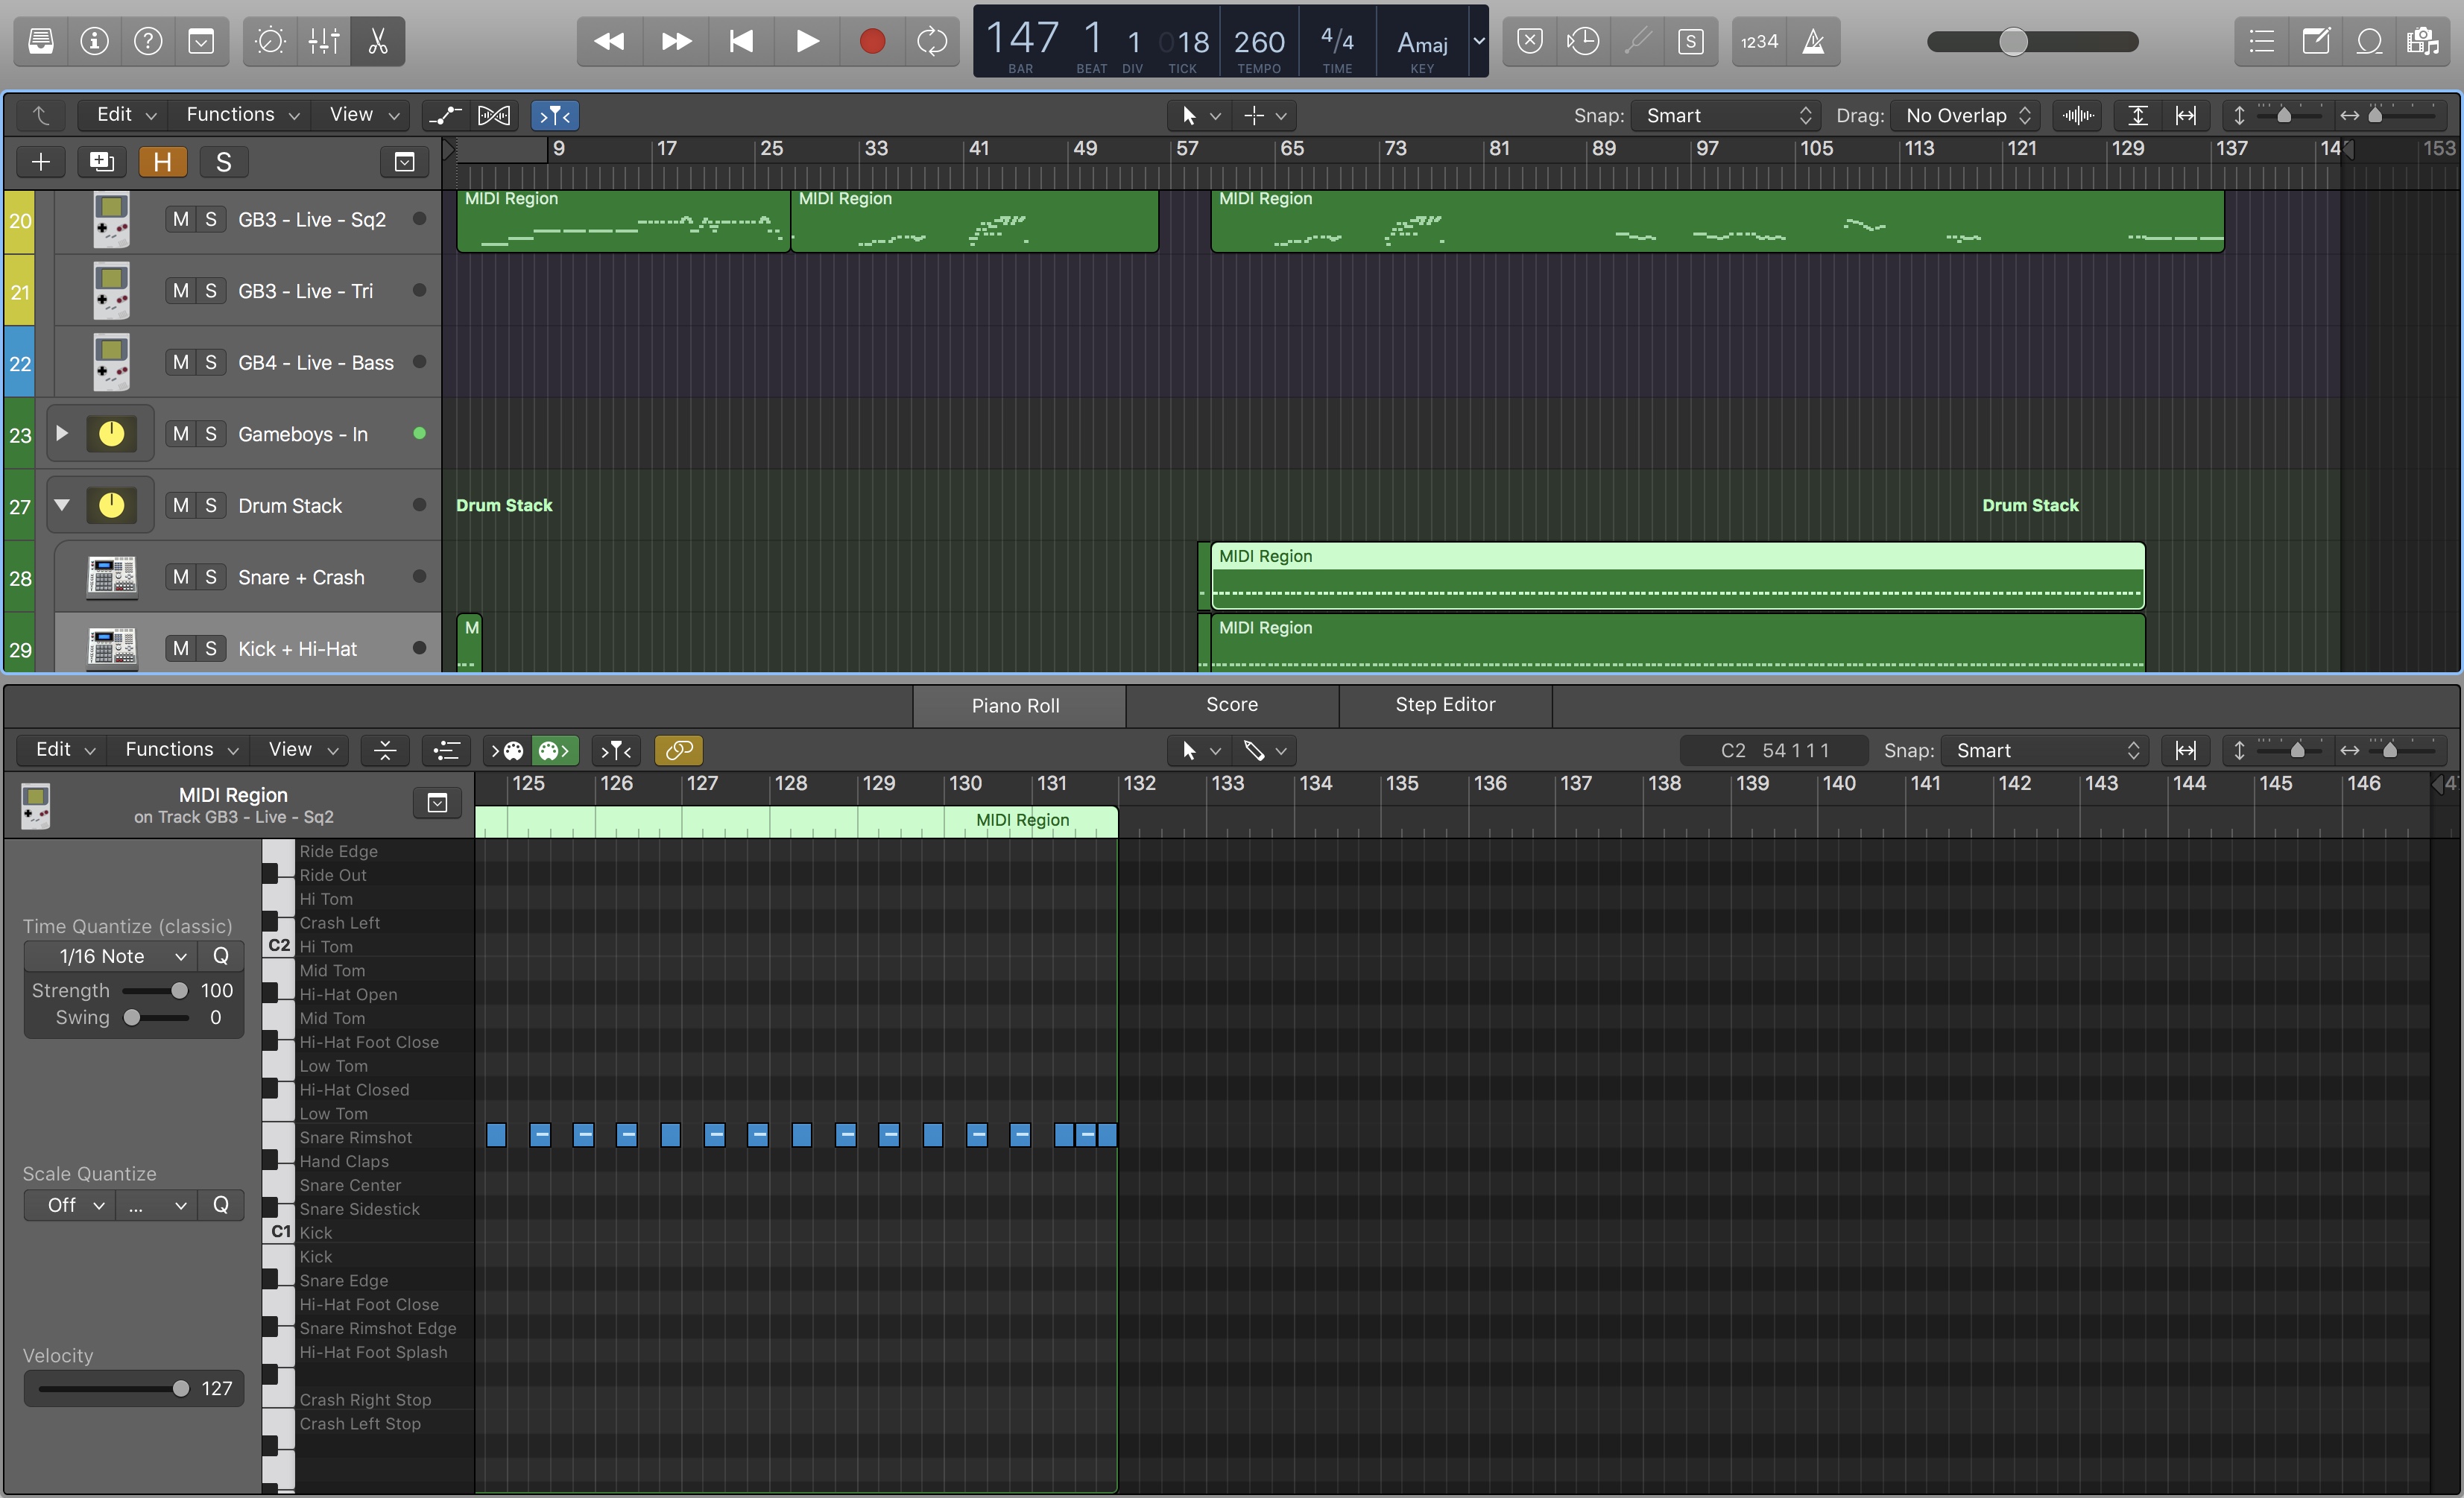 147 1 1 018 260 4/4 Amaj
BAR BEAT DIV TICK TEMPO TIME KEY
S 1234
Edit Functions View Snap: Smart Drag: No Overlap
H S 9 17 25 33 41 49 57 65 73 81 89 97 105 113 121 129 137 14 153
20 M S GB3 - Live - Sq2 MIDI Region MIDI Region MIDI Region
21 M S GB3 - Live - Tri
22 M S GB4 - Live - Bass
23 M S Gameboys - In
27 M S Drum Stack Drum Stack Drum Stack
28 M S Snare + Crash MIDI Region
29 M S Kick + Hi-Hat M MIDI Region
Piano Roll Score Step Editor
Edit Functions View C2 54 1 1 1 Snap: Smart
125 126 127 128 129 130 131 132 133 134 135 136 137 138 139 140 141 142 143 144 145 146 4
MIDI Region
on Track GB3 - Live - Sq2
MIDI Region
Time Quantize (classic)
1/16 Note Q
Strength 100
Swing 0
Scale Quantize
Off ... Q
Velocity
127
Ride Edge
Ride Out
Hi Tom
Crash Left
C2 Hi Tom
Mid Tom
Hi-Hat Open
Mid Tom
Hi-Hat Foot Close
Low Tom
Hi-Hat Closed
Low Tom
Snare Rimshot
Hand Claps
Snare Center
Snare Sidestick
C1 Kick
Kick
Snare Edge
Hi-Hat Foot Close
Snare Rimshot Edge
Hi-Hat Foot Splash
Crash Right Stop
Crash Left Stop